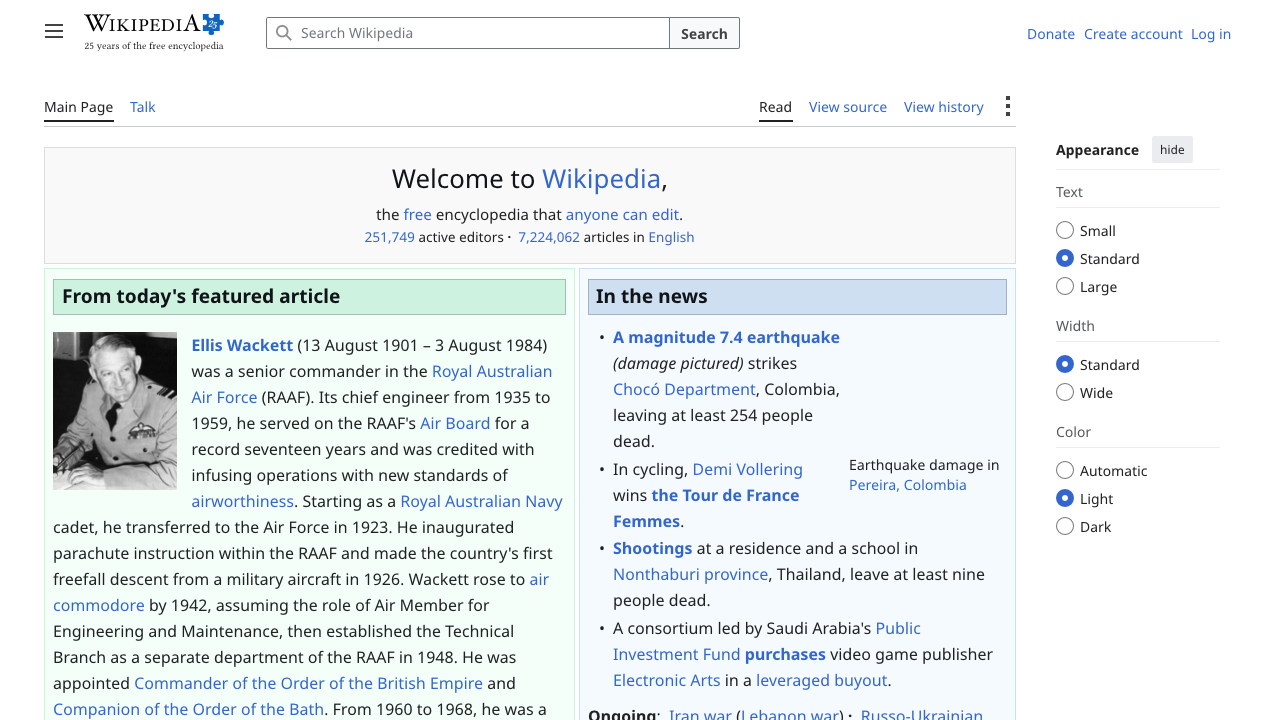 WIKIPEDIA 25
25 years of the free encyclopedia
Search Wikipedia
Search
Donate Create account Log in
Main Page Talk
Read View source View history
Welcome to Wikipedia,
the free encyclopedia that anyone can edit.
251,749 active editors · 7,224,062 articles in English
From today's featured article
Ellis Wackett (13 August 1901 – 3 August 1984)
was a senior commander in the Royal Australian
Air Force (RAAF). Its chief engineer from 1935 to
1959, he served on the RAAF's Air Board for a
record seventeen years and was credited with
infusing operations with new standards of
airworthiness. Starting as a Royal Australian Navy
cadet, he transferred to the Air Force in 1923. He inaugurated
parachute instruction within the RAAF and made the country's first
freefall descent from a military aircraft in 1926. Wackett rose to air
commodore by 1942, assuming the role of Air Member for
Engineering and Maintenance, then established the Technical
Branch as a separate department of the RAAF in 1948. He was
appointed Commander of the Order of the British Empire and
Companion of the Order of the Bath. From 1960 to 1968, he was a
In the news
• A magnitude 7.4 earthquake
(damage pictured) strikes
Chocó Department, Colombia,
leaving at least 254 people
dead.
• In cycling, Demi Vollering
wins the Tour de France
Femmes.
Earthquake damage in
Pereira, Colombia
• Shootings at a residence and a school in
Nonthaburi province, Thailand, leave at least nine
people dead.
• A consortium led by Saudi Arabia's Public
Investment Fund purchases video game publisher
Electronic Arts in a leveraged buyout.
Ongoing: Iran war (Lebanon war) · Russo-Ukrainian
Appearance hide
Text
Small
Standard
Large
Width
Standard
Wide
Color
Automatic
Light
Dark